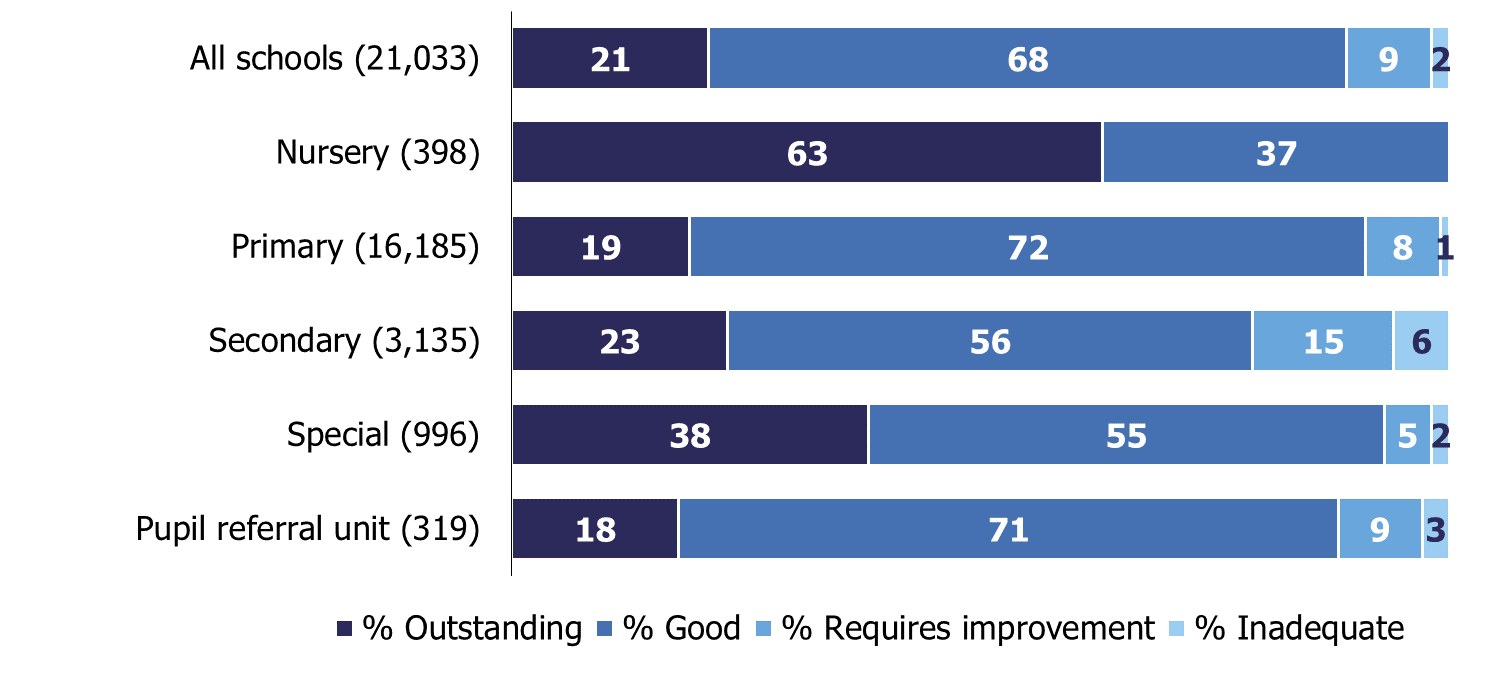 All schools (21,033) 21 68 9 2
Nursery (398) 63 37
Primary (16,185) 19 72 8 1
Secondary (3,135) 23 56 15 6
Special (996) 38 55 5 2
Pupil referral unit (319) 18 71 9 3
% Outstanding % Good % Requires improvement % Inadequate